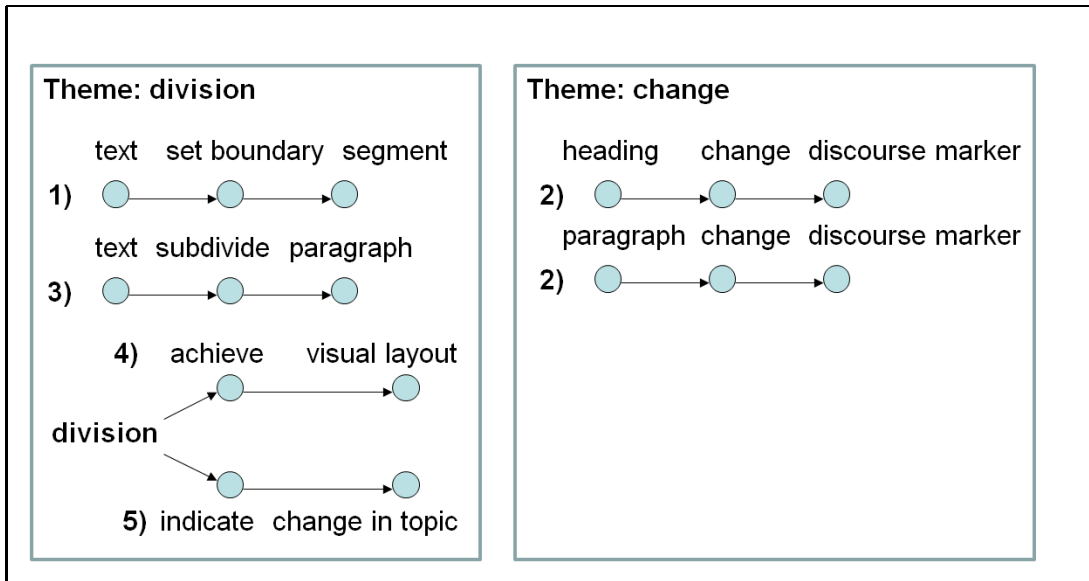 Theme: division
text set boundary segment
1)
text subdivide paragraph
3)
4) achieve visual layout
division
5) indicate change in topic
Theme: change
heading change discourse marker
2)
paragraph change discourse marker
2)